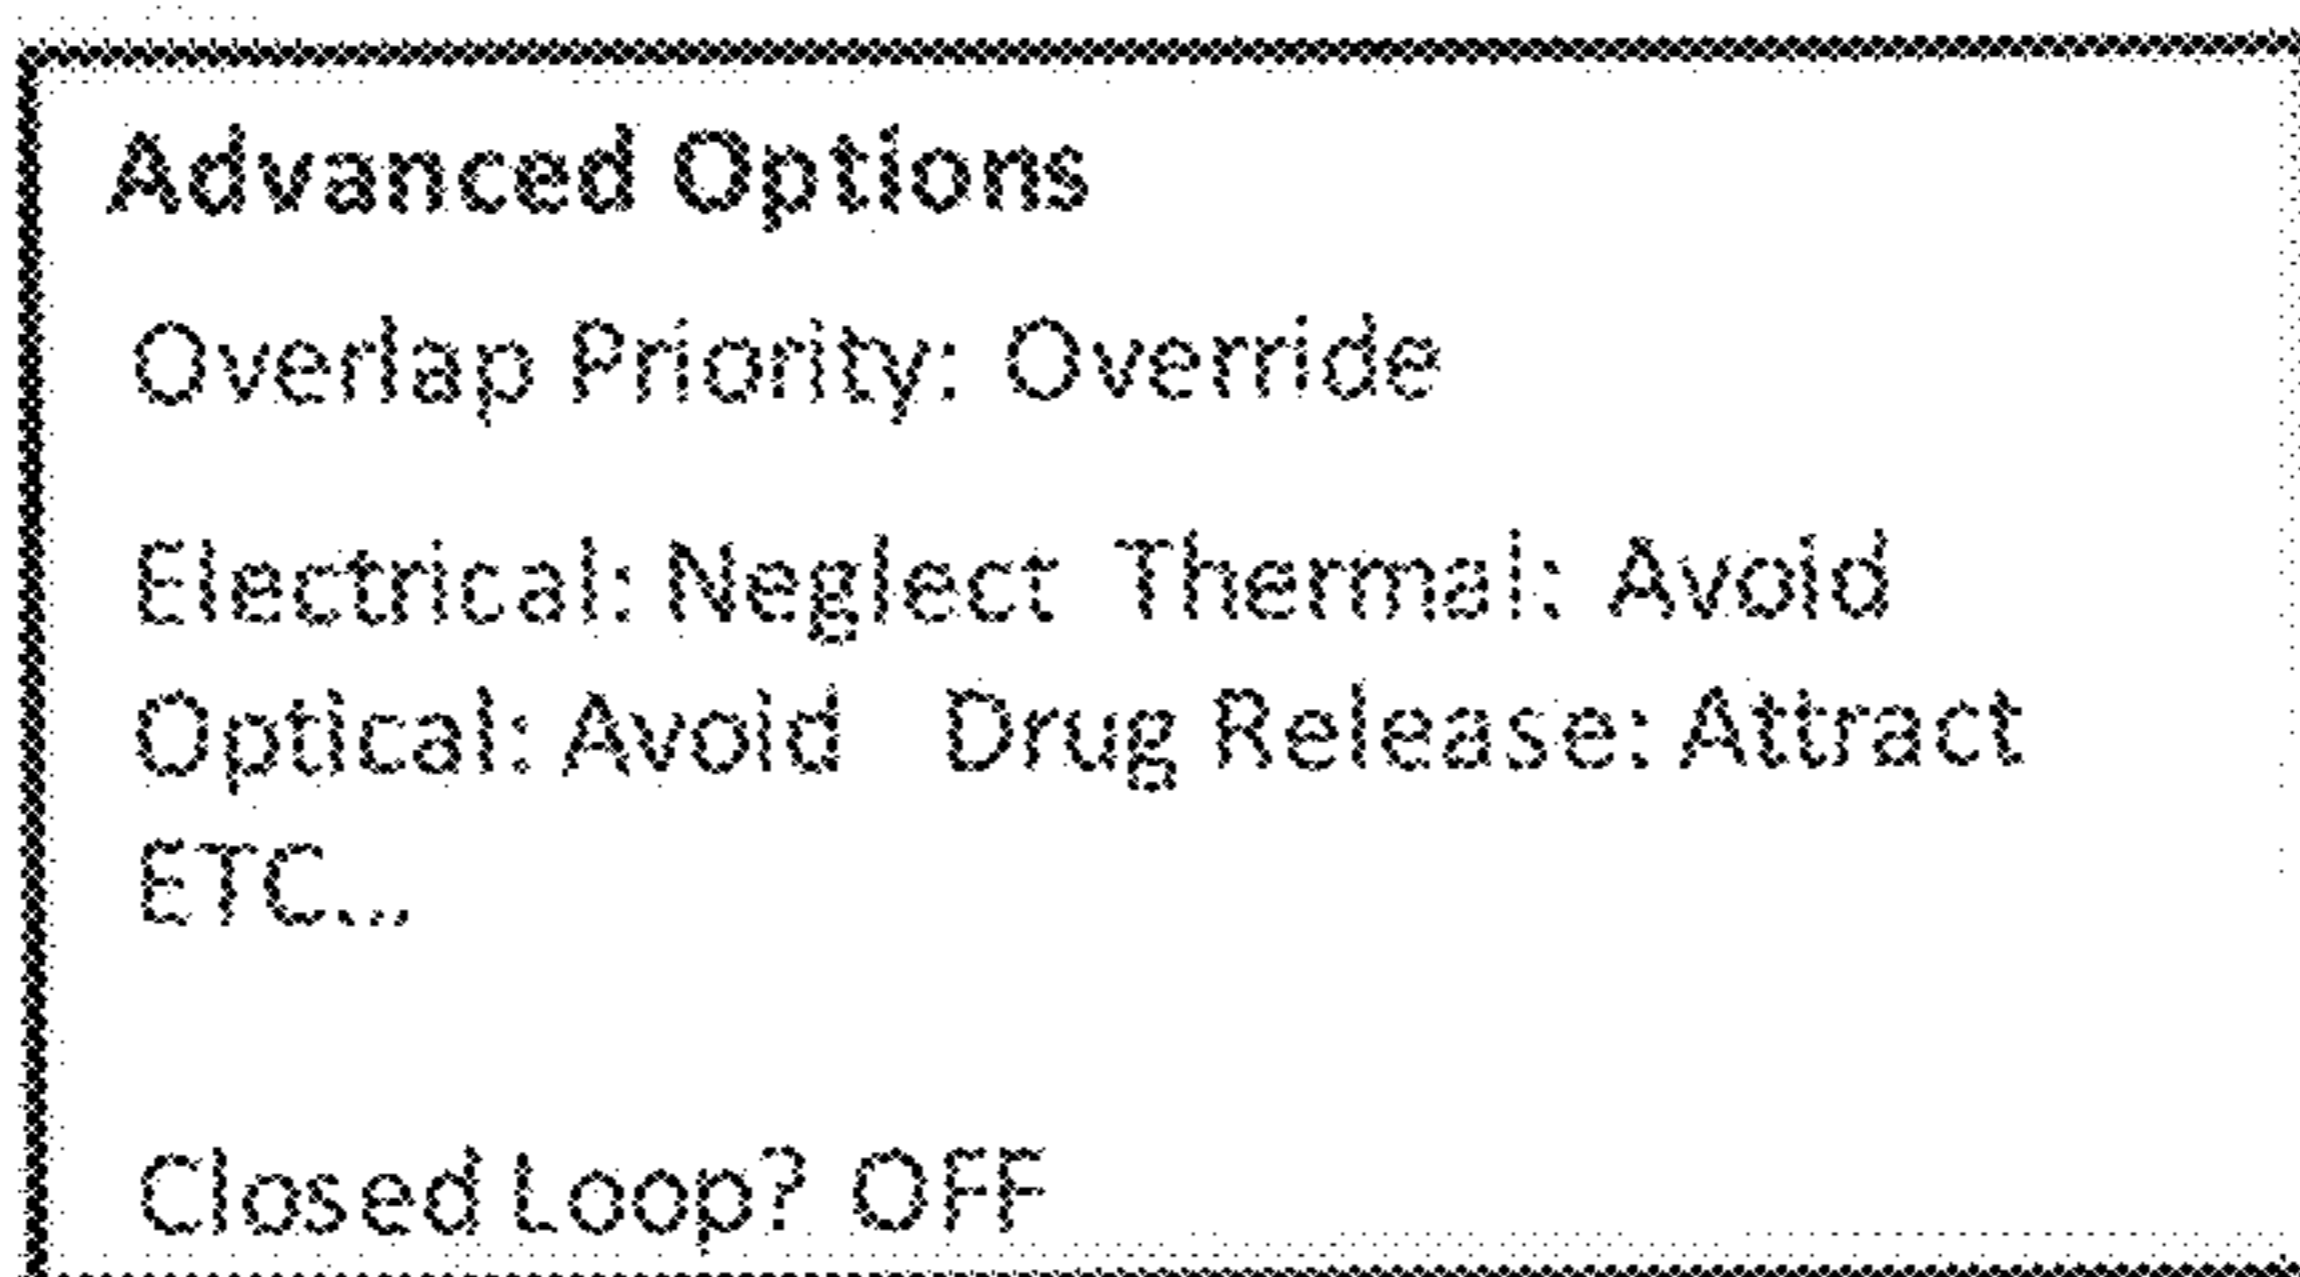 Advanced Options
Overlap Priority: Override
Electrical: Neglect Thermal: Avoid
Optical: Avoid Drug Release: Attract
ETC...
Closed Loop? OFF